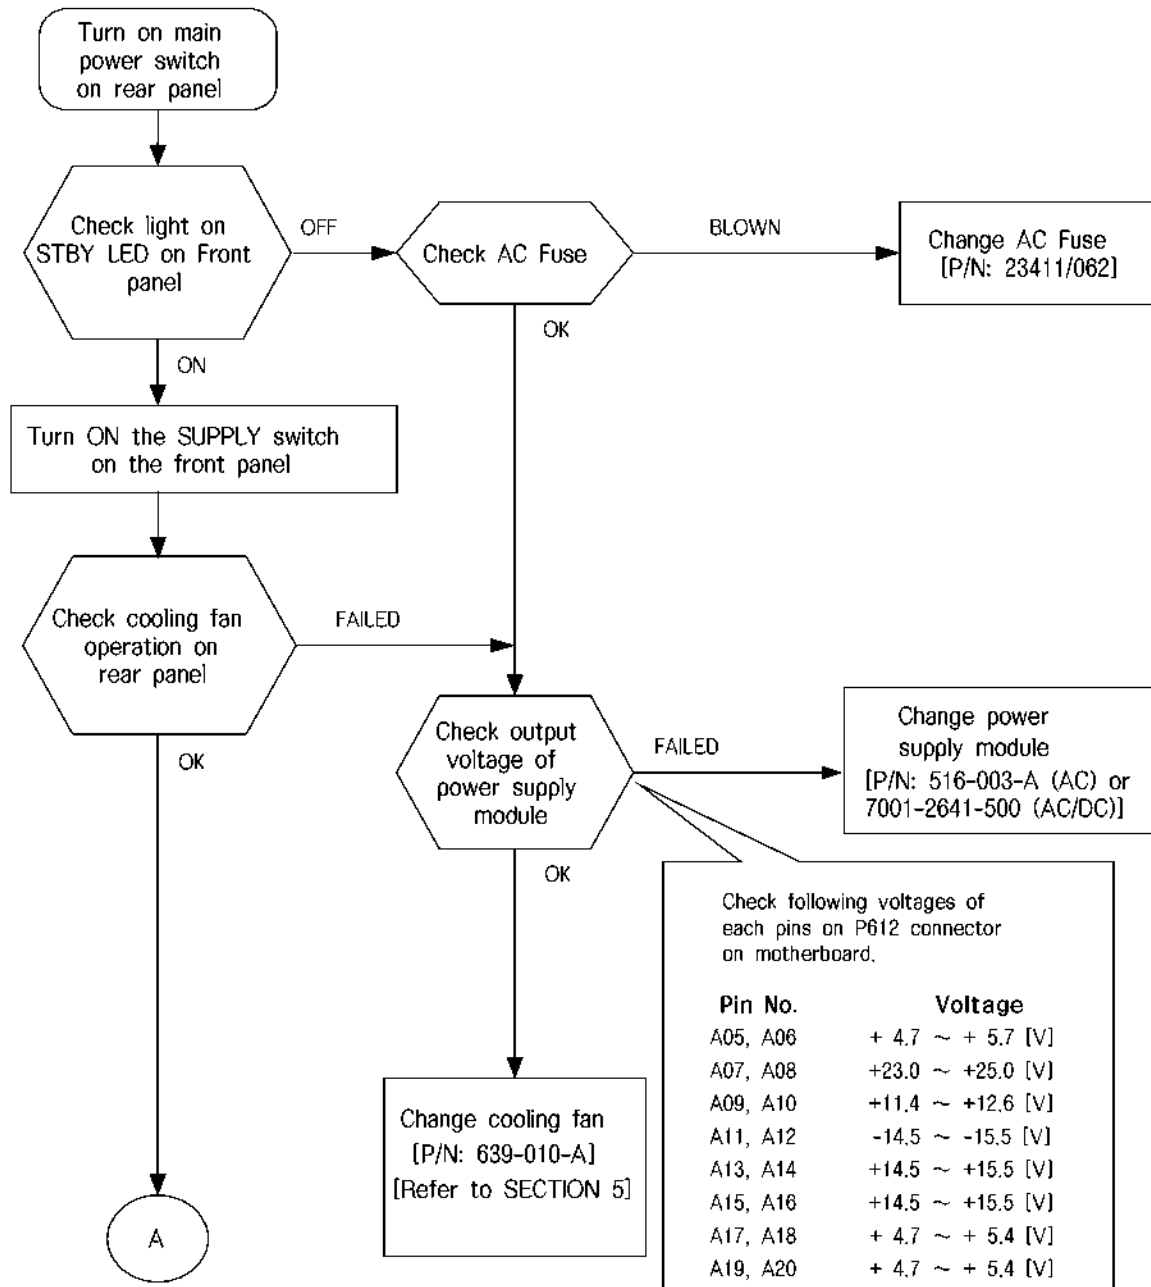 Turn on main
power switch
on rear panel
Check light on
STBY LED on Front
panel
OFF
Check AC Fuse
BLOWN
Change AC Fuse
[P/N: 23411/062]
OK
ON
Turn ON the SUPPLY switch
on the front panel
Check cooling fan
operation on
rear panel
FAILED
OK
Check output
voltage of
power supply
module
FAILED
Change power
supply module
[P/N: 516-003-A (AC) or
7001-2641-500 (AC/DC)]
OK
Check following voltages of
each pins on P612 connector
on motherboard.
Pin No. Voltage
A05, A06 + 4.7 ~ + 5.7 [V]
A07, A08 +23.0 ~ +25.0 [V]
A09, A10 +11.4 ~ +12.6 [V]
A11, A12 -14.5 ~ -15.5 [V]
A13, A14 +14.5 ~ +15.5 [V]
A15, A16 +14.5 ~ +15.5 [V]
A17, A18 + 4.7 ~ + 5.4 [V]
A19, A20 + 4.7 ~ + 5.4 [V]
Change cooling fan
[P/N: 639-010-A]
[Refer to SECTION 5]
A